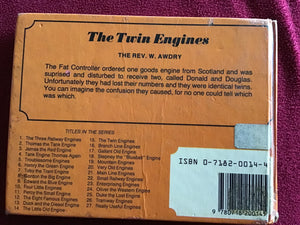 The Twin Engines
THE REV. W. AWDRY
The Fat Controller ordered one goods engine from Scotland and was
suprised and disturbed to receive two, called Donald and Douglas.
Unfortunately they had lost their numbers and they were identical twins.
You can imagine the confusion they caused, for no one could tell which
was which.
TITLES IN THE SERIES
1 The Three Railway Engines
2 Thomas the Tank Engine
3 James the Red Engine
4 Tank Engine Thomas Again
5 Troublesome Engines
6 Henry the Green Engine
7 Toby the Tram Engine
8 Gordon the Big Engine
9 Edward the Blue Engine
10 Four Little Engines
11 Percy the Small Engine
12 The Eight Famous Engines
13 Duck and the Diesel Engine
14 The Little Old Engine
15 The Twin Engines
16 Branch Line Engines
17 Gallant Old Engine
18 Stepney the "Bluebell" Engine
19 Mountain Engines
20 Very Old Engines
21 Main Line Engines
22 Small Railway Engines
23 Enterprising Engines
24 Oliver the Western Engine
25 Duke the Lost Engine
26 Tramway Engines
27 Really Useful Engines
ISBN 0-7182-0014-4